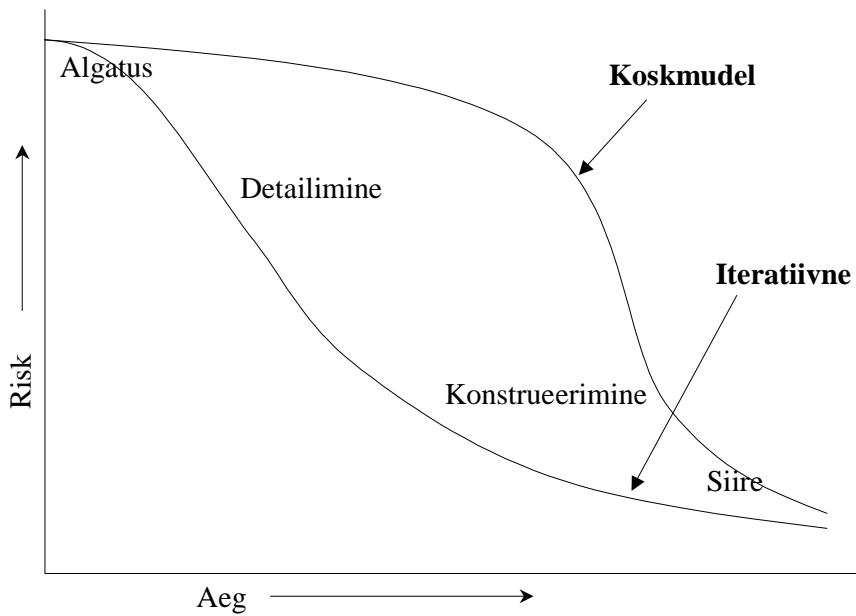 Algatus
Koskmudel
Detailimine
Iteratiivne
Risk
Konstrueerimine
Siire
Aeg